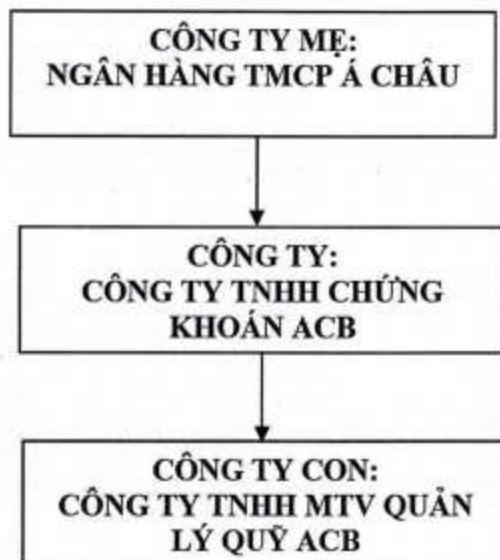 CÔNG TY MẸ:
NGÂN HÀNG TMCP Á CHÂU
CÔNG TY:
CÔNG TY TNHH CHỨNG
KHOÁN ACB
CÔNG TY CON:
CÔNG TY TNHH MTV QUẢN
LÝ QUỸ ACB